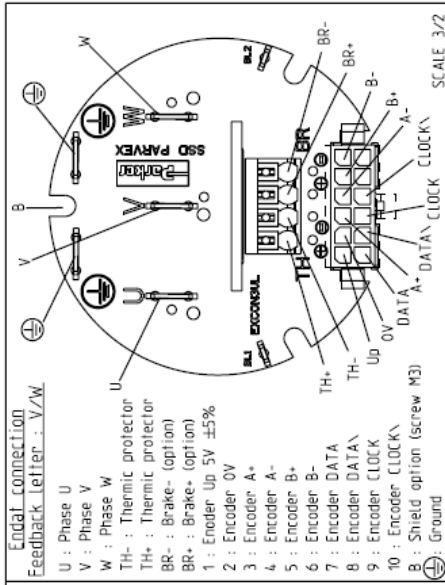 Endat connection
Feedback Letter : V/W
U : Phase U
V : Phase V
W : Phase W
TH- : Thermic protector
TH+ : Thermic protector
BR- : Brake- (option)
BR+ : Brake+ (option)
1 : Enoder Up 5V ±5%
2 : Encoder 0V
3 : Encoder A+
4 : Encoder A-
5 : Encoder B+
6 : Encoder B-
7 : Encoder DATA
8 : Encoder DATA\
9 : Encoder CLOCK
10 : Encoder CLOCK\
B : Shield option (screw M3)
Ground
U
V
B
W
U
V
W
Parker
SSD PARVEX
BL1
EXCON3UL
BL2
TH
BR
TH+
TH-
BR-
BR+
Up
0V
DATA
A+
DATA\
CLOCK
CLOCK\
A-
B+
B-
SCALE 3/2